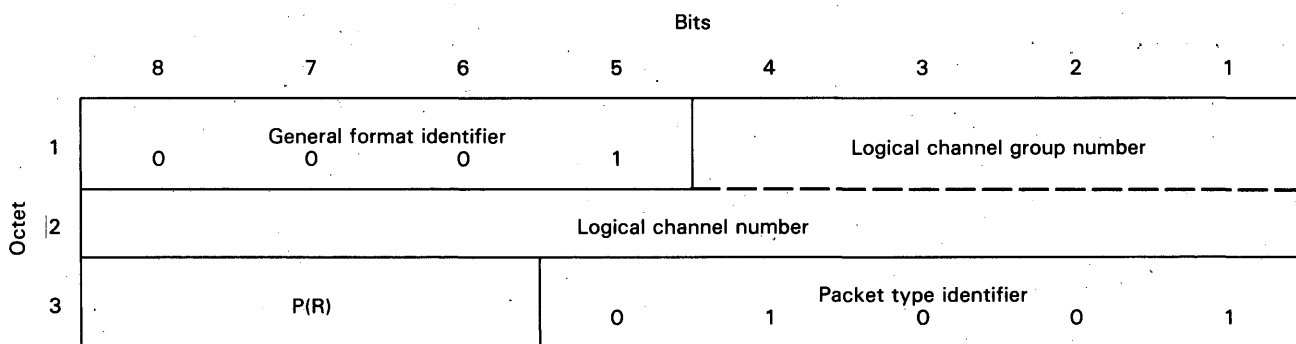 Bits
8 7 6 5 4 3 2 1
Octet
1
General format identifier
0 0 0 1
Logical channel group number
2
Logical channel number
3
P(R)
Packet type identifier
0 1 0 0 1